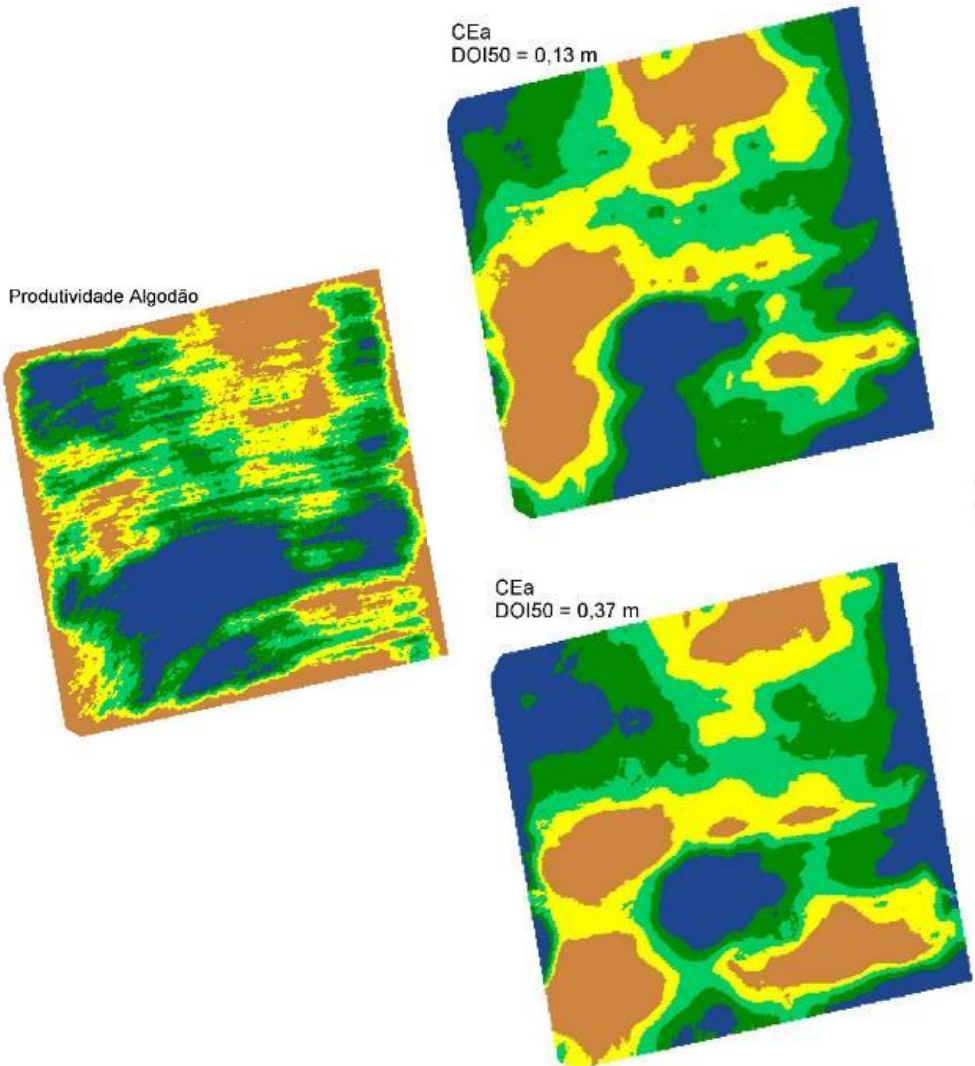 CEa
DOI50 = 0,13 m
Produtividade Algodão
CEa
DOI50 = 0,37 m